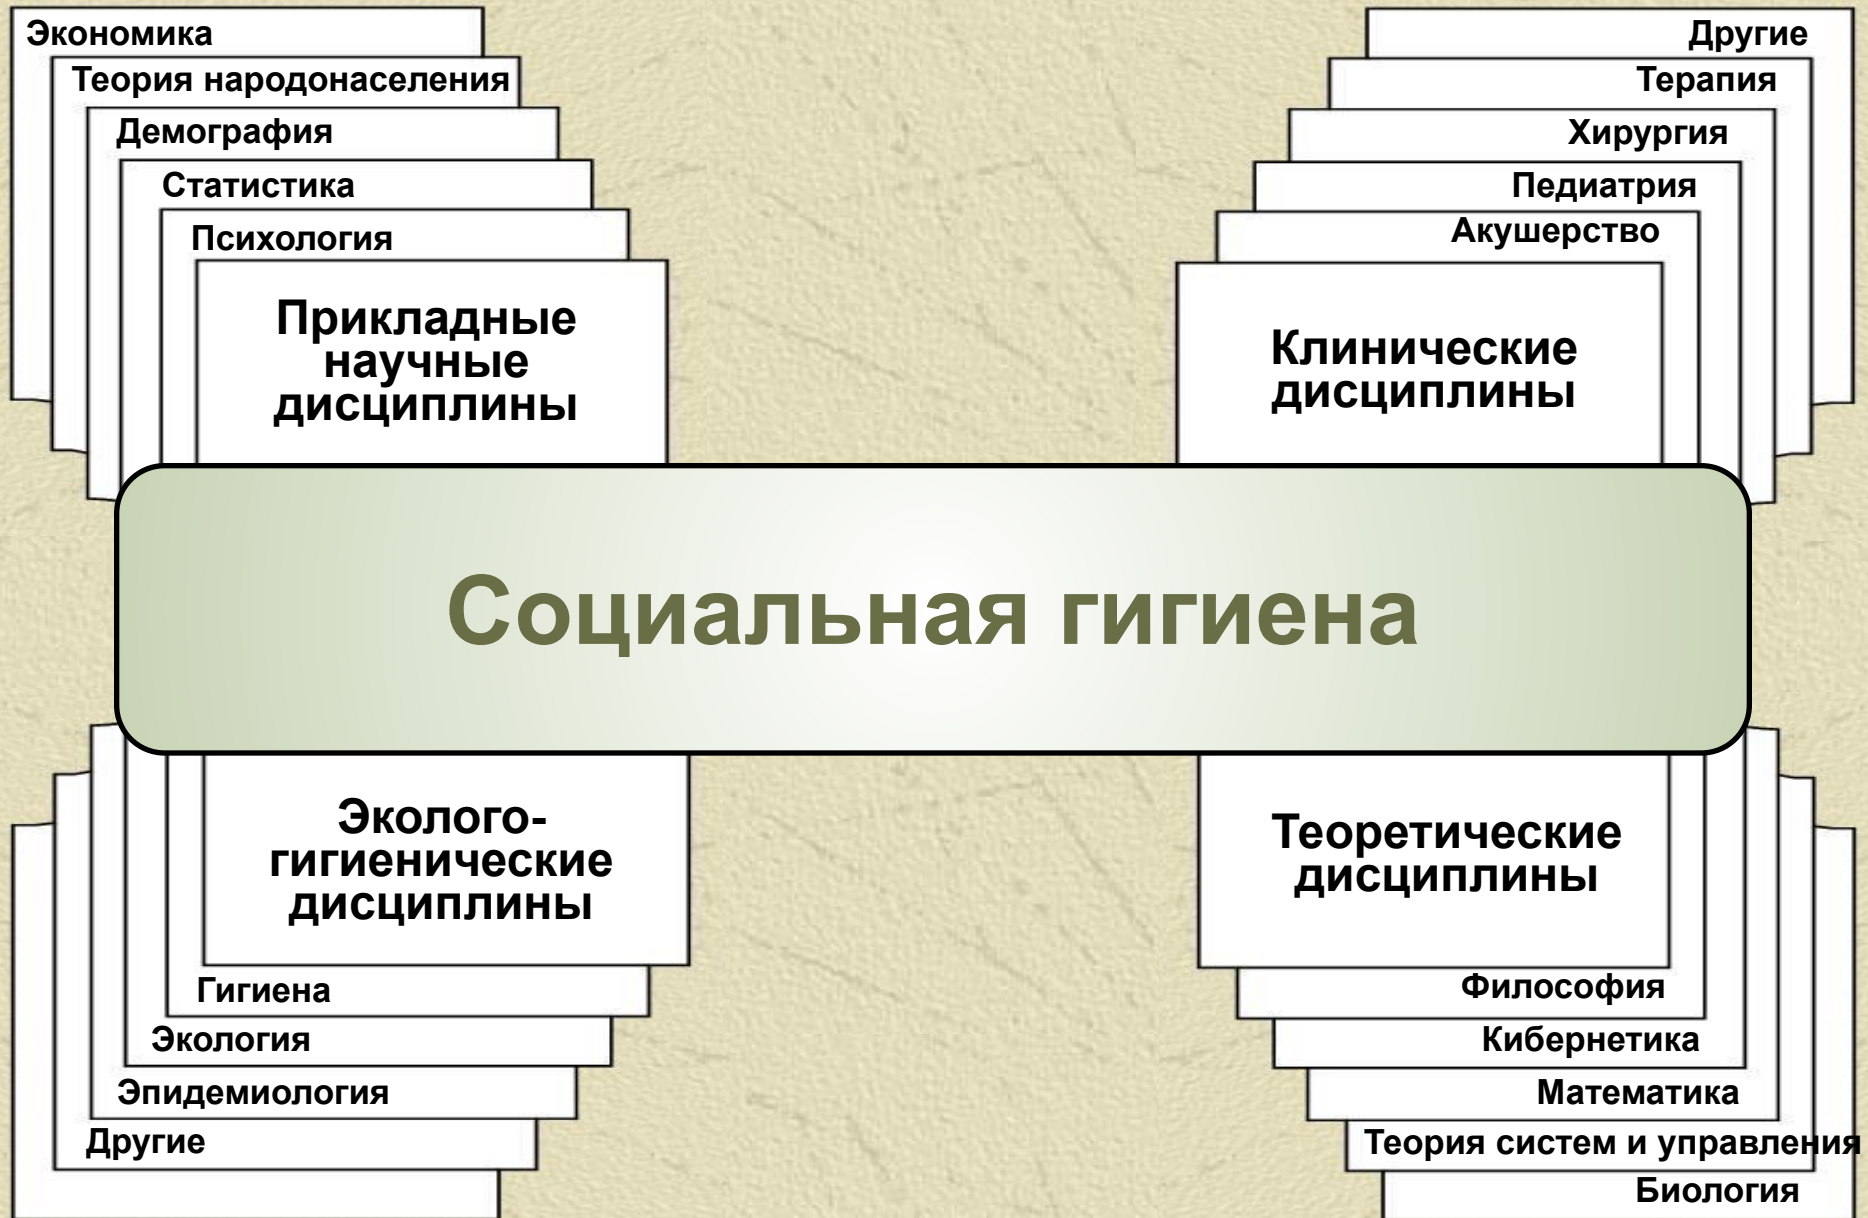 Экономика
Теория народонаселения
Демография
Статистика
Психология
Прикладные
научные
дисциплины
Другие
Терапия
Хирургия
Педиатрия
Акушерство
Клинические
дисциплины
Социальная гигиена
Эколого-
гигиенические
дисциплины
Гигиена
Экология
Эпидемиология
Другие
Теоретические
дисциплины
Философия
Кибернетика
Математика
Теория систем и управления
Биология